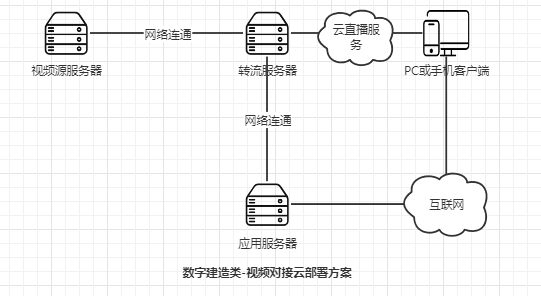 网络连通
云直播服
务
视频源服务器
转流服务器
PC或手机客户端
网络连通
互联网
应用服务器
数字建造类-视频对接云部署方案